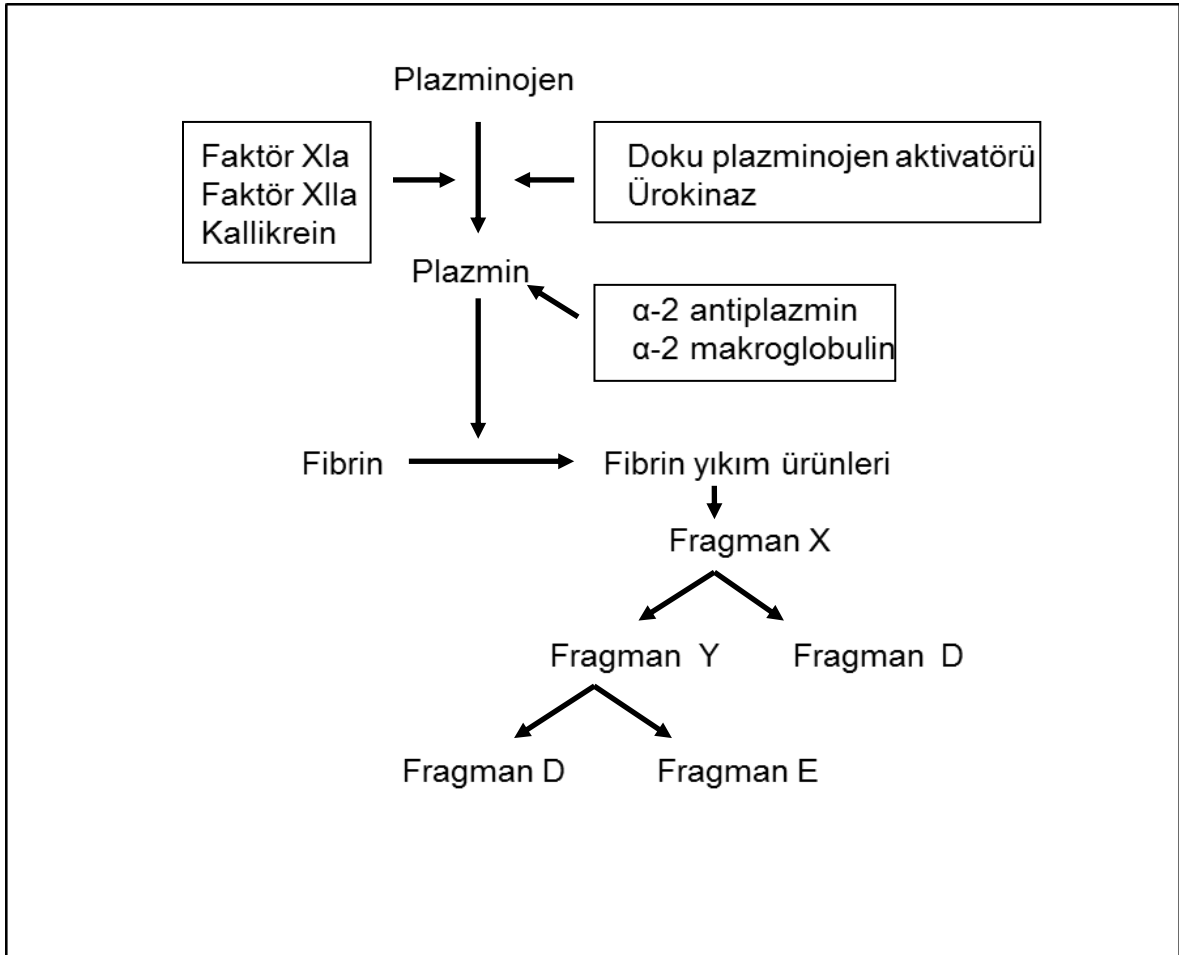 Plazminojen
Faktör XIa
Faktör XIIa
Kallikrein
Doku plazminojen aktivatörü
Ürokinaz
Plazmin
α-2 antiplazmin
α-2 makroglobulin
Fibrin
Fibrin yıkım ürünleri
Fragman X
Fragman Y
Fragman D
Fragman D
Fragman E